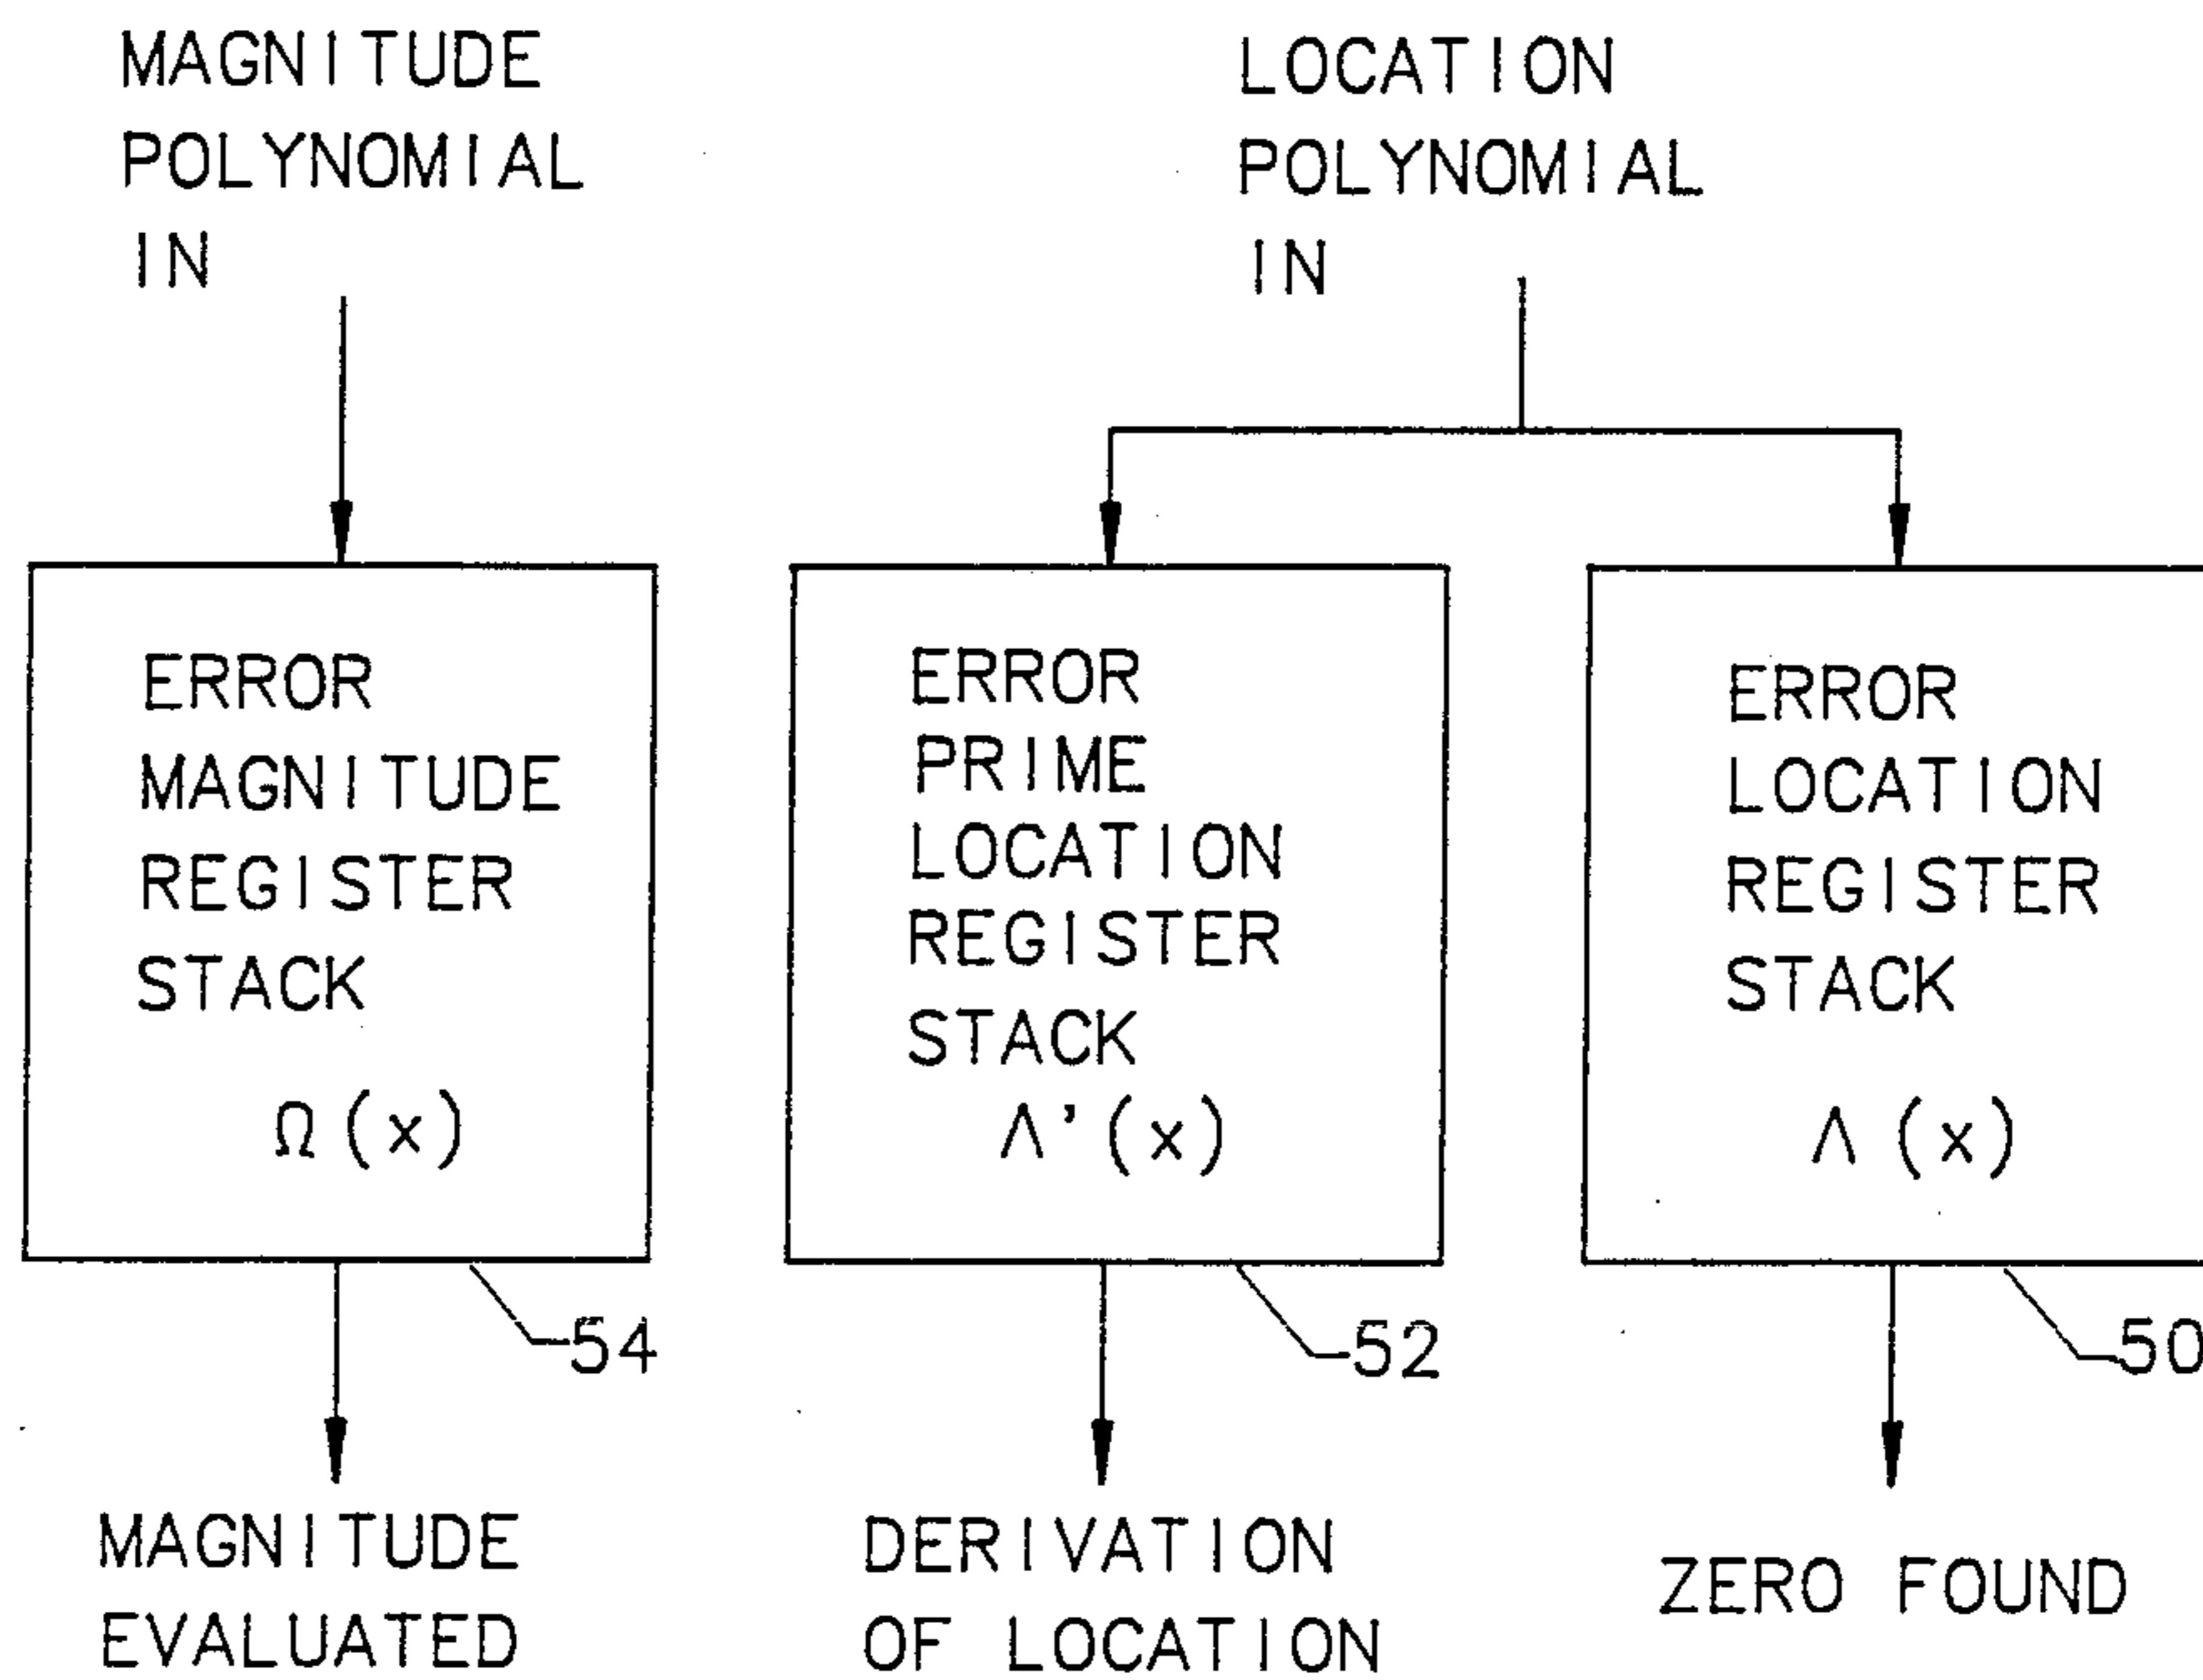 MAGNITUDE
POLYNOMIAL
IN
LOCATION
POLYNOMIAL
IN
ERROR
MAGNITUDE
REGISTER
STACK
Ω(x)
54
ERROR
PRIME
LOCATION
REGISTER
STACK
Λ'(x)
52
ERROR
LOCATION
REGISTER
STACK
Λ(x)
50
MAGNITUDE
EVALUATED
DERIVATION
OF LOCATION
ZERO FOUND